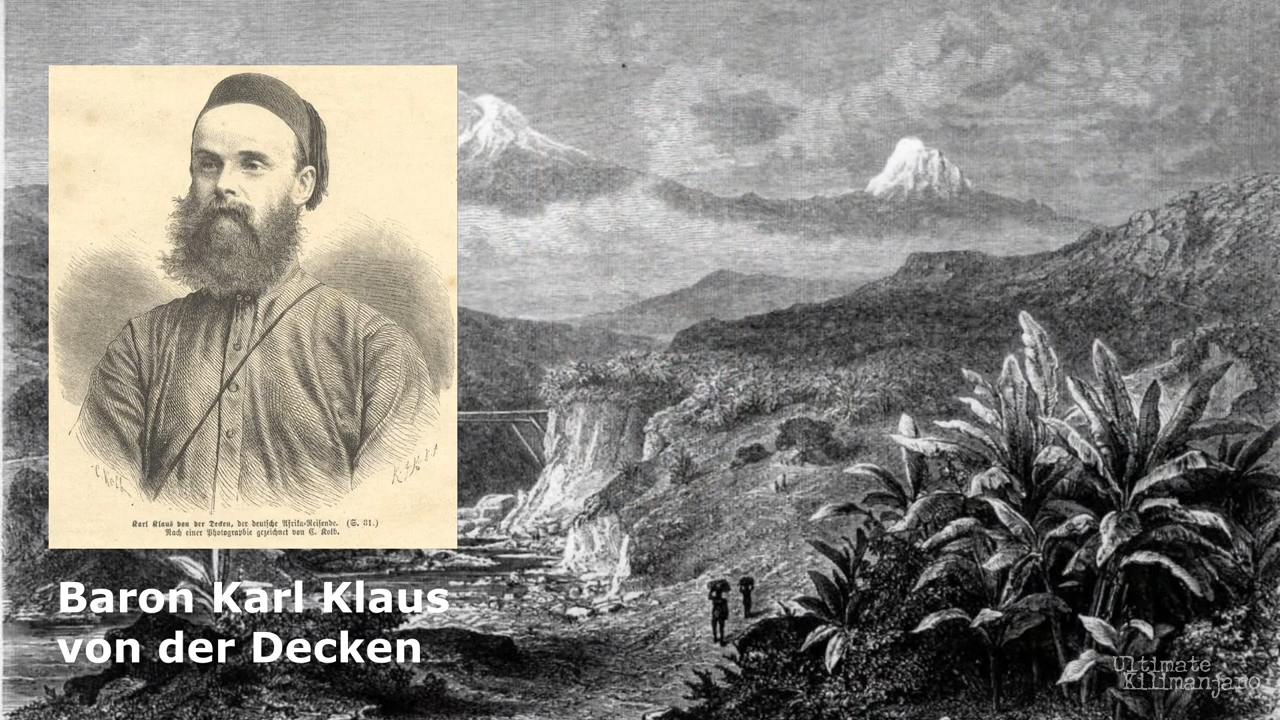 Karl Klaus von der Decken, der deutsche Afrika-Reisende. (S. 81.)
Nach einer Photographie gezeichnet von C. Kolb.
Baron Karl Klaus
von der Decken
Ultimate
Kilimanjaro